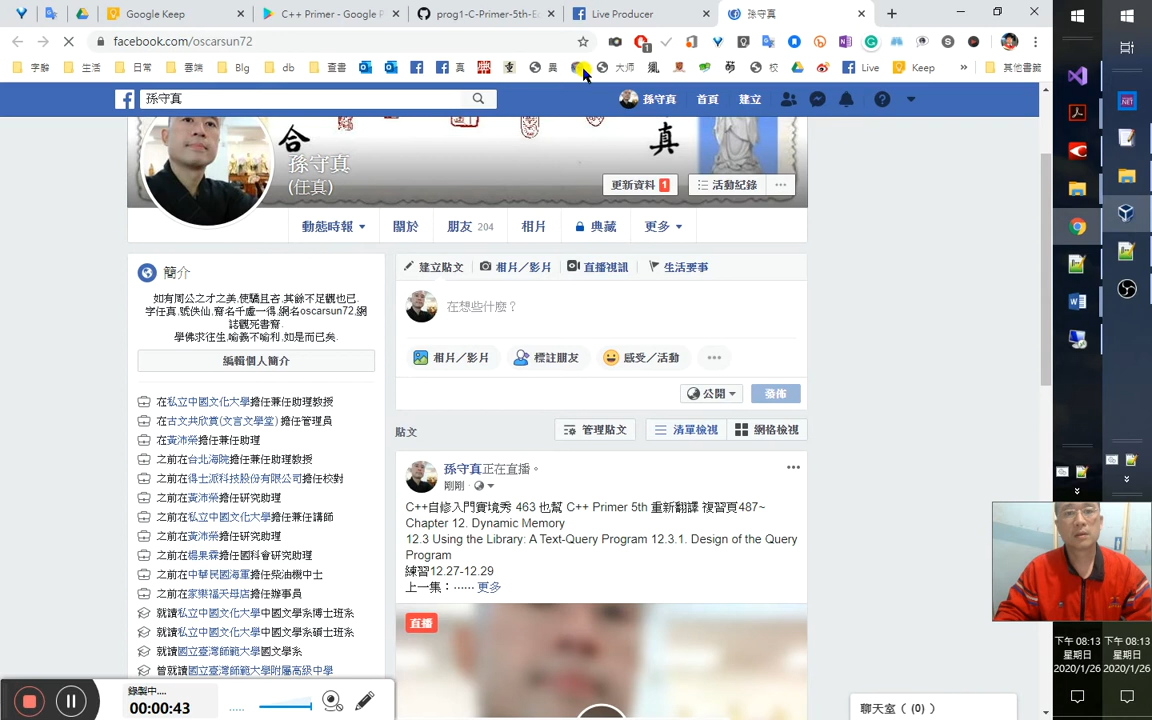 Google Keep
C++ Primer - Google P
prog1-C-Primer-5th-Ed
Live Producer
孫守真
facebook.com/oscarsun72
字辭
生活
日常
雲端
Blg
db
查書
真
異
大师
校
Live
Keep
其他書籤
孫守真
孫守真
首頁
建立
合
真
孫守真
(任真)
更新資料 1
活動紀錄
動態時報
關於
朋友 204
相片
典藏
更多
簡介
如有周公之才之美,使驕且吝,其餘不足觀也已.
字任真,號佚仙,齋名千慮一得,網名oscarsun72,網
誌觀死書齋.
學佛求往生,喻義不喻利,如是而已矣.
編輯個人簡介
在私立中國文化大學擔任兼任助理教授
在古文共欣賞(文言文學堂) 擔任管理員
在黃沛榮擔任兼任助理
之前在台北海院擔任兼任助理教授
之前在得士派科技股份有限公司擔任校對
之前在黃沛榮擔任研究助理
之前在私立中國文化大學擔任兼任講師
之前在黃沛榮擔任研究助理
之前在楊果霖擔任國科會研究助理
之前在中華民國海軍擔任柴油機中士
之前在家樂福天母店擔任辦事員
就讀私立中國文化大學中國文學系博士班系
就讀私立中國文化大學中國文學系碩士班系
就讀國立臺灣師範大學國文學系
曾就讀國立臺灣師範大學附屬高級中學
建立貼文
相片/影片
直播視訊
生活要事
在想些什麼?
相片/影片
標註朋友
感受/活動
公開
發佈
貼文
管理貼文
清單檢視
網格檢視
孫守真正在直播。
剛剛
C++自修入門實境秀 463 也幫 C++ Primer 5th 重新翻譯 複習頁487~
Chapter 12. Dynamic Memory
12.3 Using the Library: A Text-Query Program 12.3.1. Design of the Query
Program
練習12.27-12.29
上一集:⋯⋯ 更多
直播
聊天室 ( (0) )
錄製中....
00:00:43
下午 08:13
星期日
2020/1/26
下午 08:13
星期日
2020/1/26